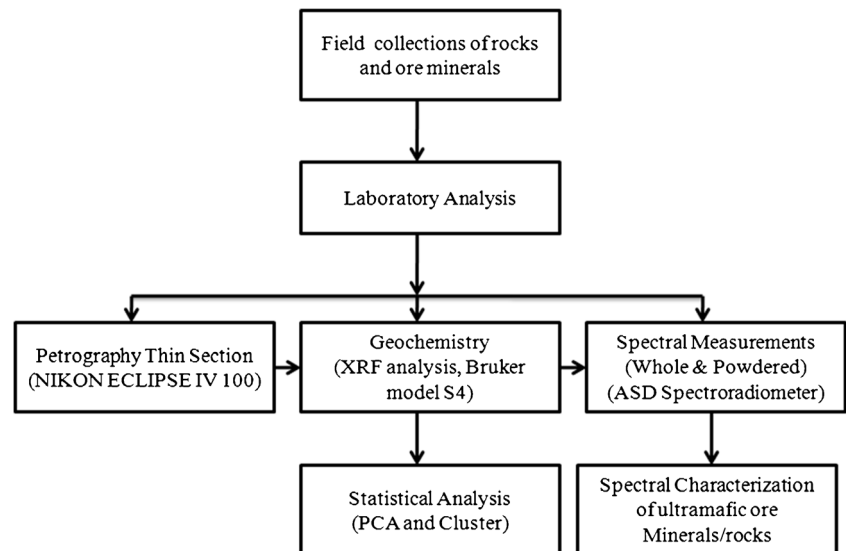 Field collections of rocks
and ore minerals
Laboratory Analysis
Petrography Thin Section
(NIKON ECLIPSE IV 100)
Geochemistry
(XRF analysis, Bruker
model S4)
Spectral Measurements
(Whole & Powdered)
(ASD Spectroradiometer)
Statistical Analysis
(PCA and Cluster)
Spectral Characterization
of ultramafic ore
Minerals/rocks